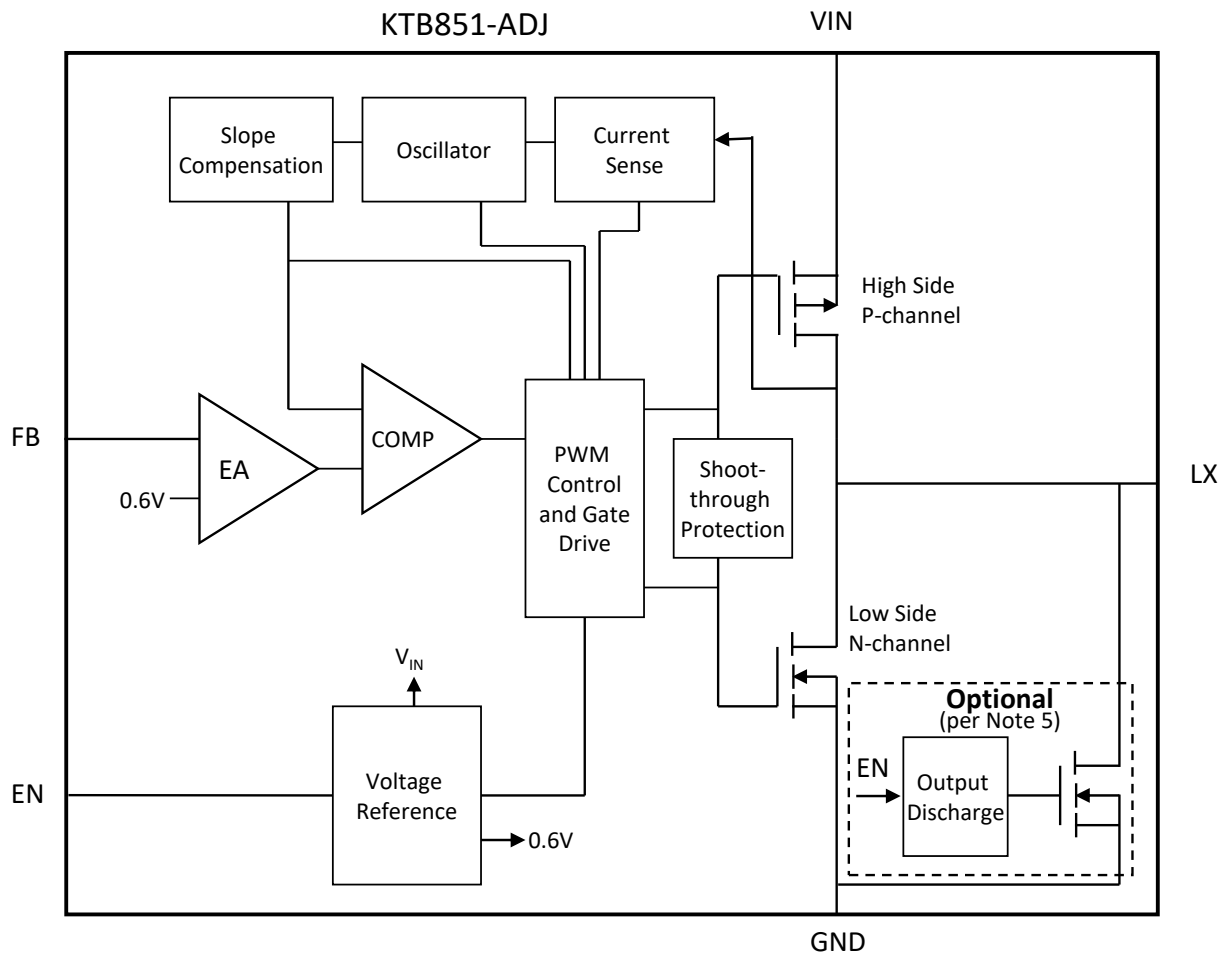 KTB851-ADJ
VIN
Slope
Compensation
Oscillator
Current
Sense
High Side
P-channel
FB
EA
0.6V
COMP
PWM
Control
and Gate
Drive
Shoot-
through
Protection
LX
Low Side
N-channel
VIN
Voltage
Reference
EN
0.6V
Optional
(per Note 5)
EN
Output
Discharge
GND